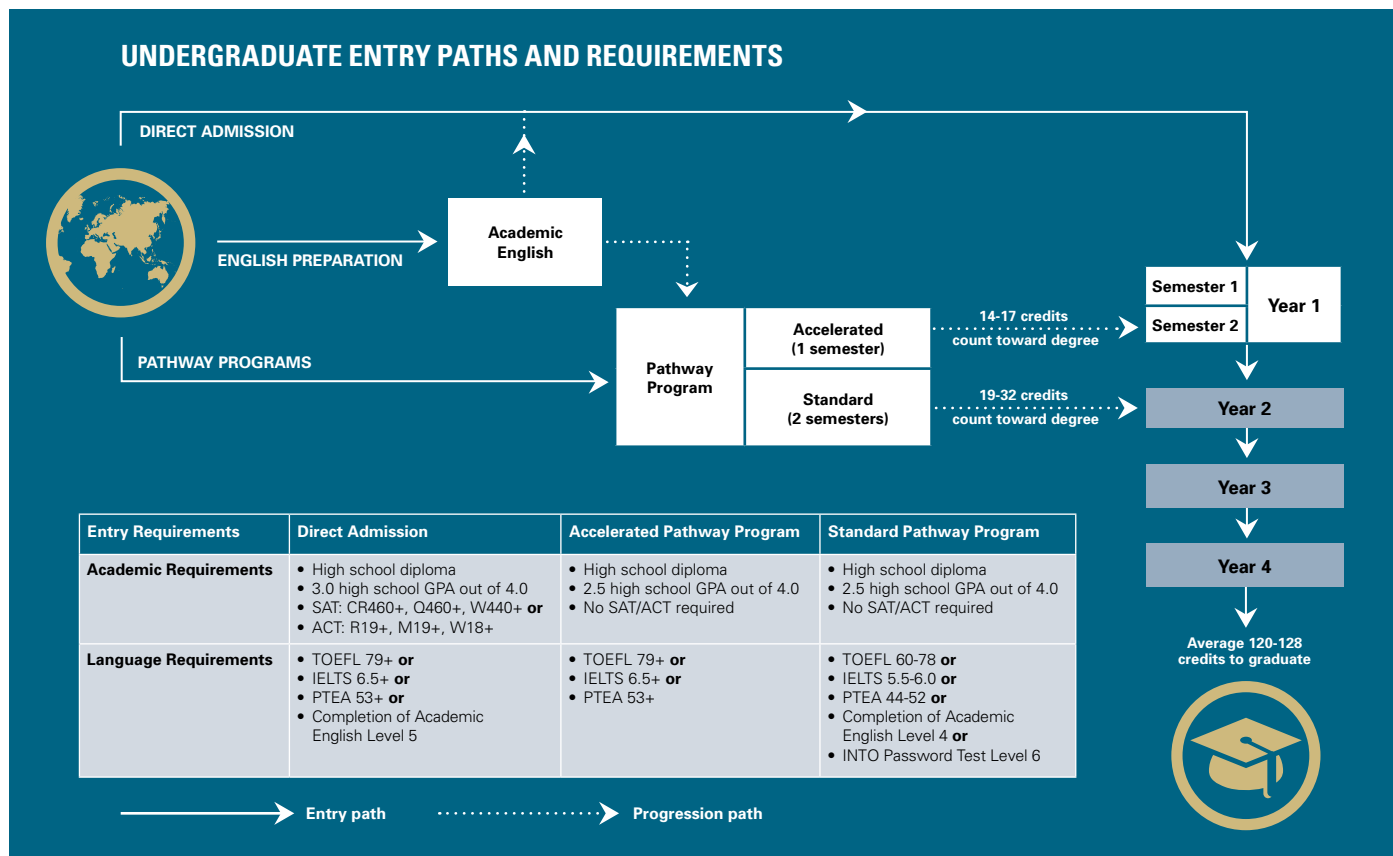 UNDERGRADUATE ENTRY PATHS AND REQUIREMENTS
DIRECT ADMISSION
Academic
English
ENGLISH PREPARATION
PATHWAY PROGRAMS
Pathway
Program
Accelerated
(1 semester)
Standard
(2 semesters)
14-17 credits
count toward degree
19-32 credits
count toward degree
Semester 1
Semester 2
Year 1
Year 2
Year 3
Year 4
Average 120-128
credits to graduate
Entry Requirements
Direct Admission
Accelerated Pathway Program
Standard Pathway Program
Academic Requirements
• High school diploma
• 3.0 high school GPA out of 4.0
• SAT: CR460+, Q460+, W440+ or
• ACT: R19+, M19+, W18+
• High school diploma
• 2.5 high school GPA out of 4.0
• No SAT/ACT required
• High school diploma
• 2.5 high school GPA out of 4.0
• No SAT/ACT required
Language Requirements
• TOEFL 79+ or
• IELTS 6.5+ or
• PTEA 53+ or
• Completion of Academic
English Level 5
• TOEFL 79+ or
• IELTS 6.5+ or
• PTEA 53+
• TOEFL 60-78 or
• IELTS 5.5-6.0 or
• PTEA 44-52 or
• Completion of Academic
English Level 4 or
• INTO Password Test Level 6
Entry path
Progression path